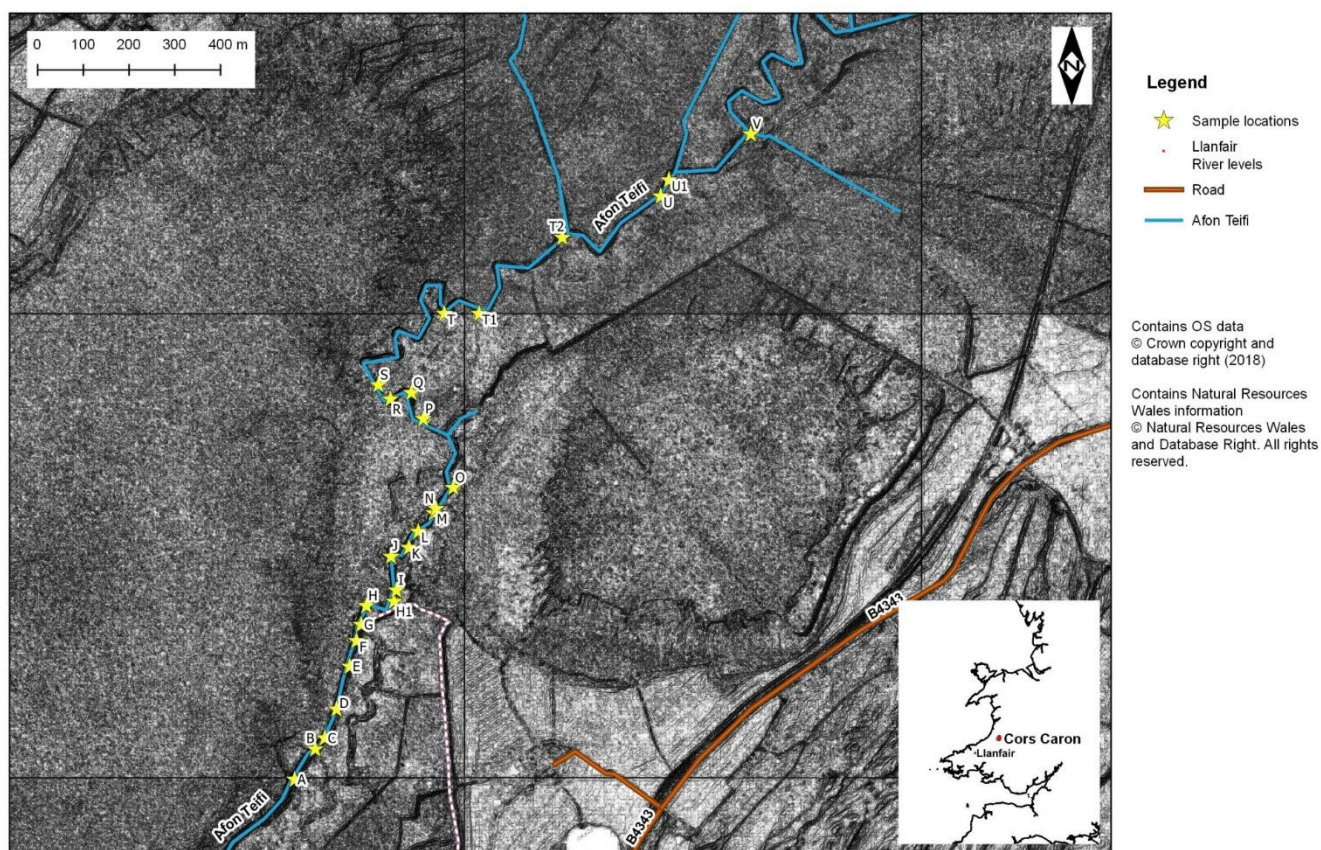 0 100 200 300 400 m
N
V
U1
U
Afon Teifi
T2
T
T1
S
Q
R
P
O
N
M
L
J
K
I
H
H1
G
F
E
D
B
C
A
Afon Teifi
B4343
B4343
Cors Caron
Llanfair
Legend
Sample locations
Llanfair
River levels
Road
Afon Teifi
Contains OS data
© Crown copyright and
database right (2018)
Contains Natural Resources
Wales information
© Natural Resources Wales
and Database Right. All rights
reserved.